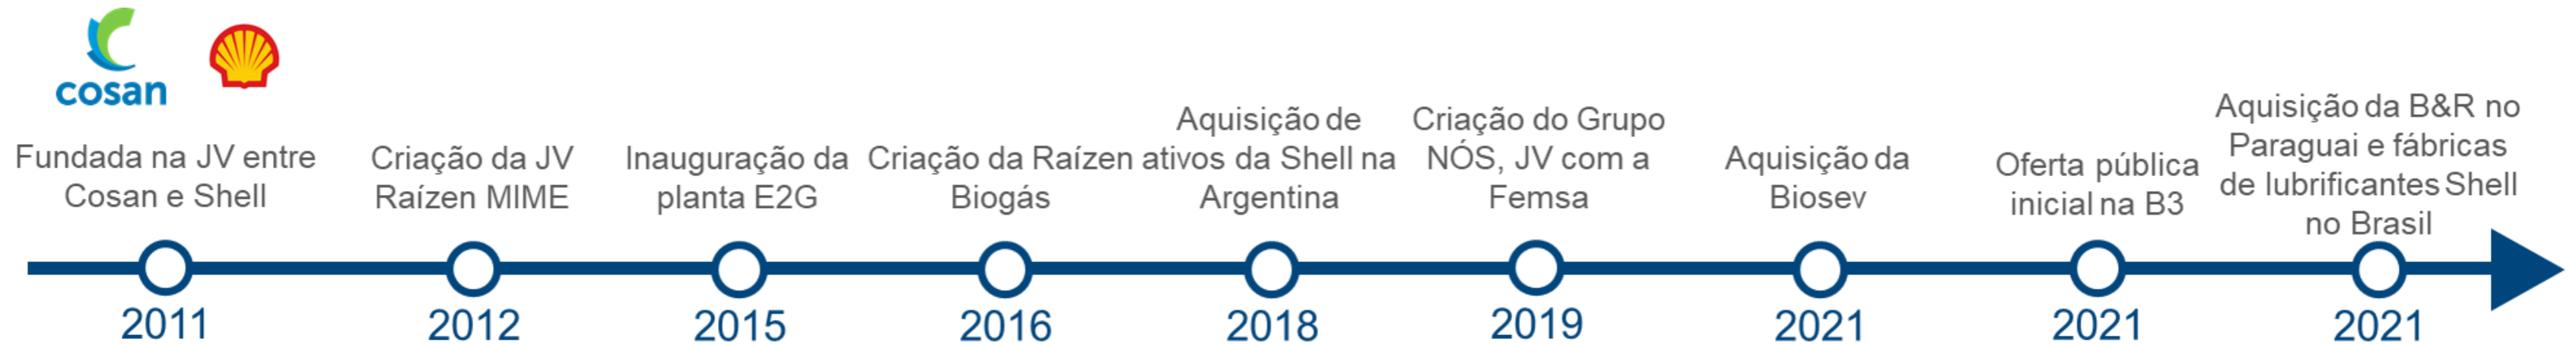 cosan
Fundada na JV entre
Cosan e Shell
2011
Criação da JV
Raízen MIME
2012
Inauguração da
planta E2G
2015
Criação da Raízen
Biogás
2016
Aquisição de
ativos da Shell na
Argentina
2018
Criação do Grupo
NÓS, JV com a
Femsa
2019
Aquisição da
Biosev
2021
Oferta pública
inicial na B3
2021
Aquisição da B&R no
Paraguai e fábricas
de lubrificantes Shell
no Brasil
2021